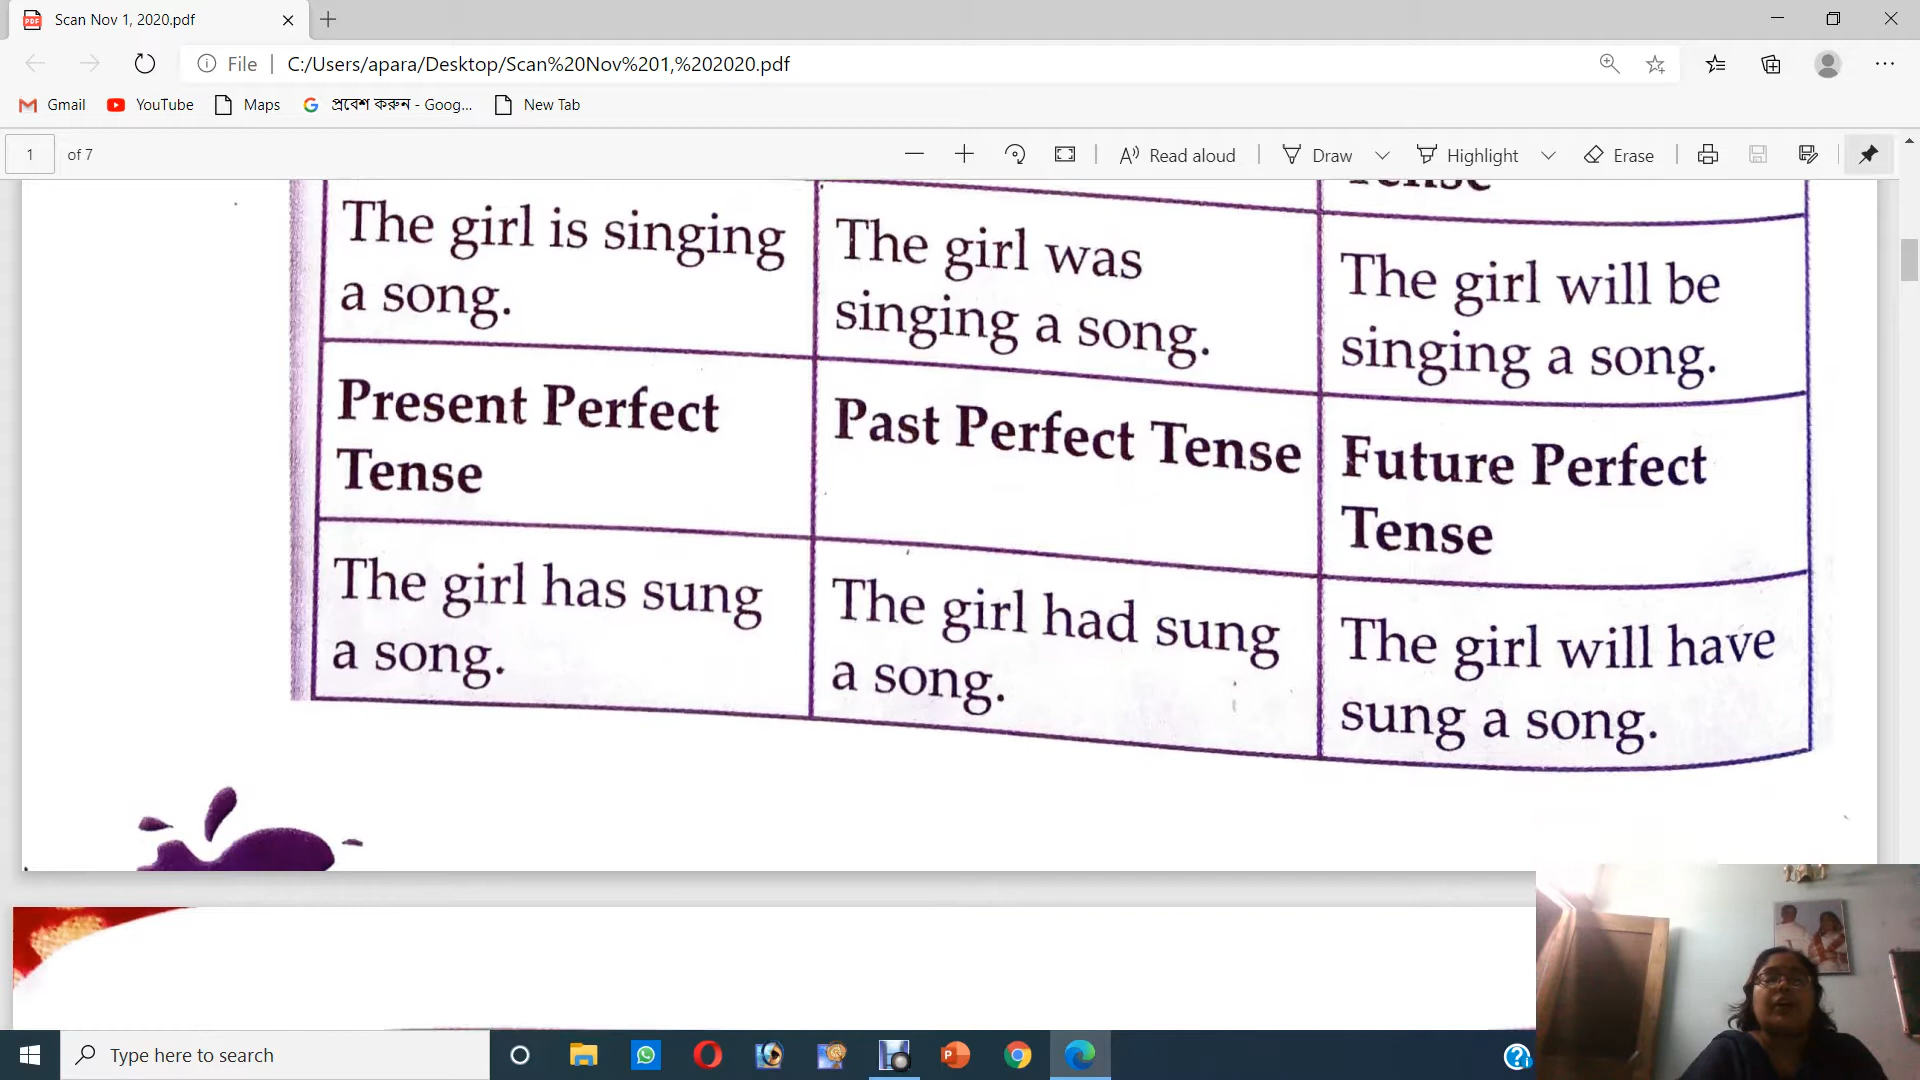 Scan Nov 1, 2020.pdf
File
C:/Users/apara/Desktop/Scan%20Nov%201,%202020.pdf
Gmail
YouTube
Maps
প্রবেশ করুন - Goog...
New Tab
1 of 7
Read aloud
Draw
Highlight
Erase
Tense
The girl is singing
a song.
The girl was
singing a song.
The girl will be
singing a song.
Present Perfect
Tense
Past Perfect Tense
Future Perfect
Tense
The girl has sung
a song.
The girl had sung
a song.
The girl will have
sung a song.
Type here to search